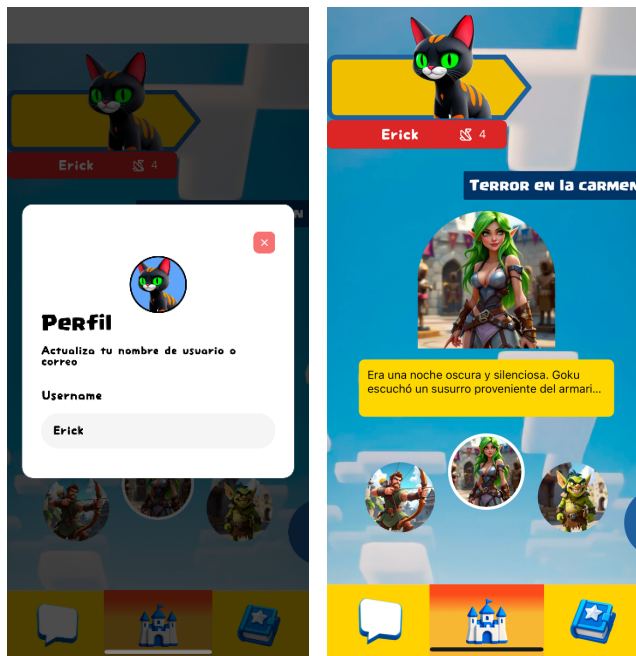 Erick 4
N
Perfil
Actualiza tu nombre de usuario o
correo
Username
Erick
Erick 4
Terror en la carmen
Era una noche oscura y silenciosa. Goku
escuchó un susurro proveniente del armari...